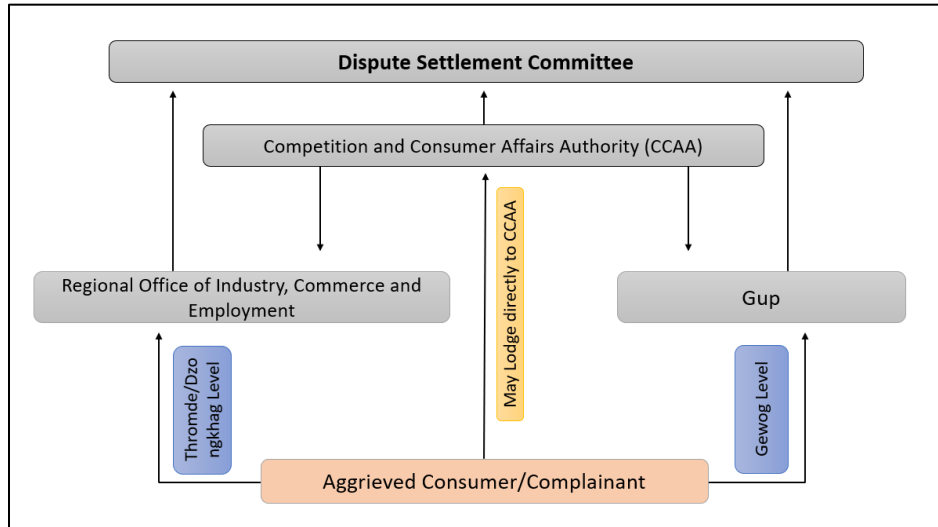 Dispute Settlement Committee
Competition and Consumer Affairs Authority (CCAA)
Regional Office of Industry, Commerce and
Employment
Gup
Thromde/Dzo
ngkhag Level
May Lodge directly to CCAA
Gewog Level
Aggrieved Consumer/Complainant